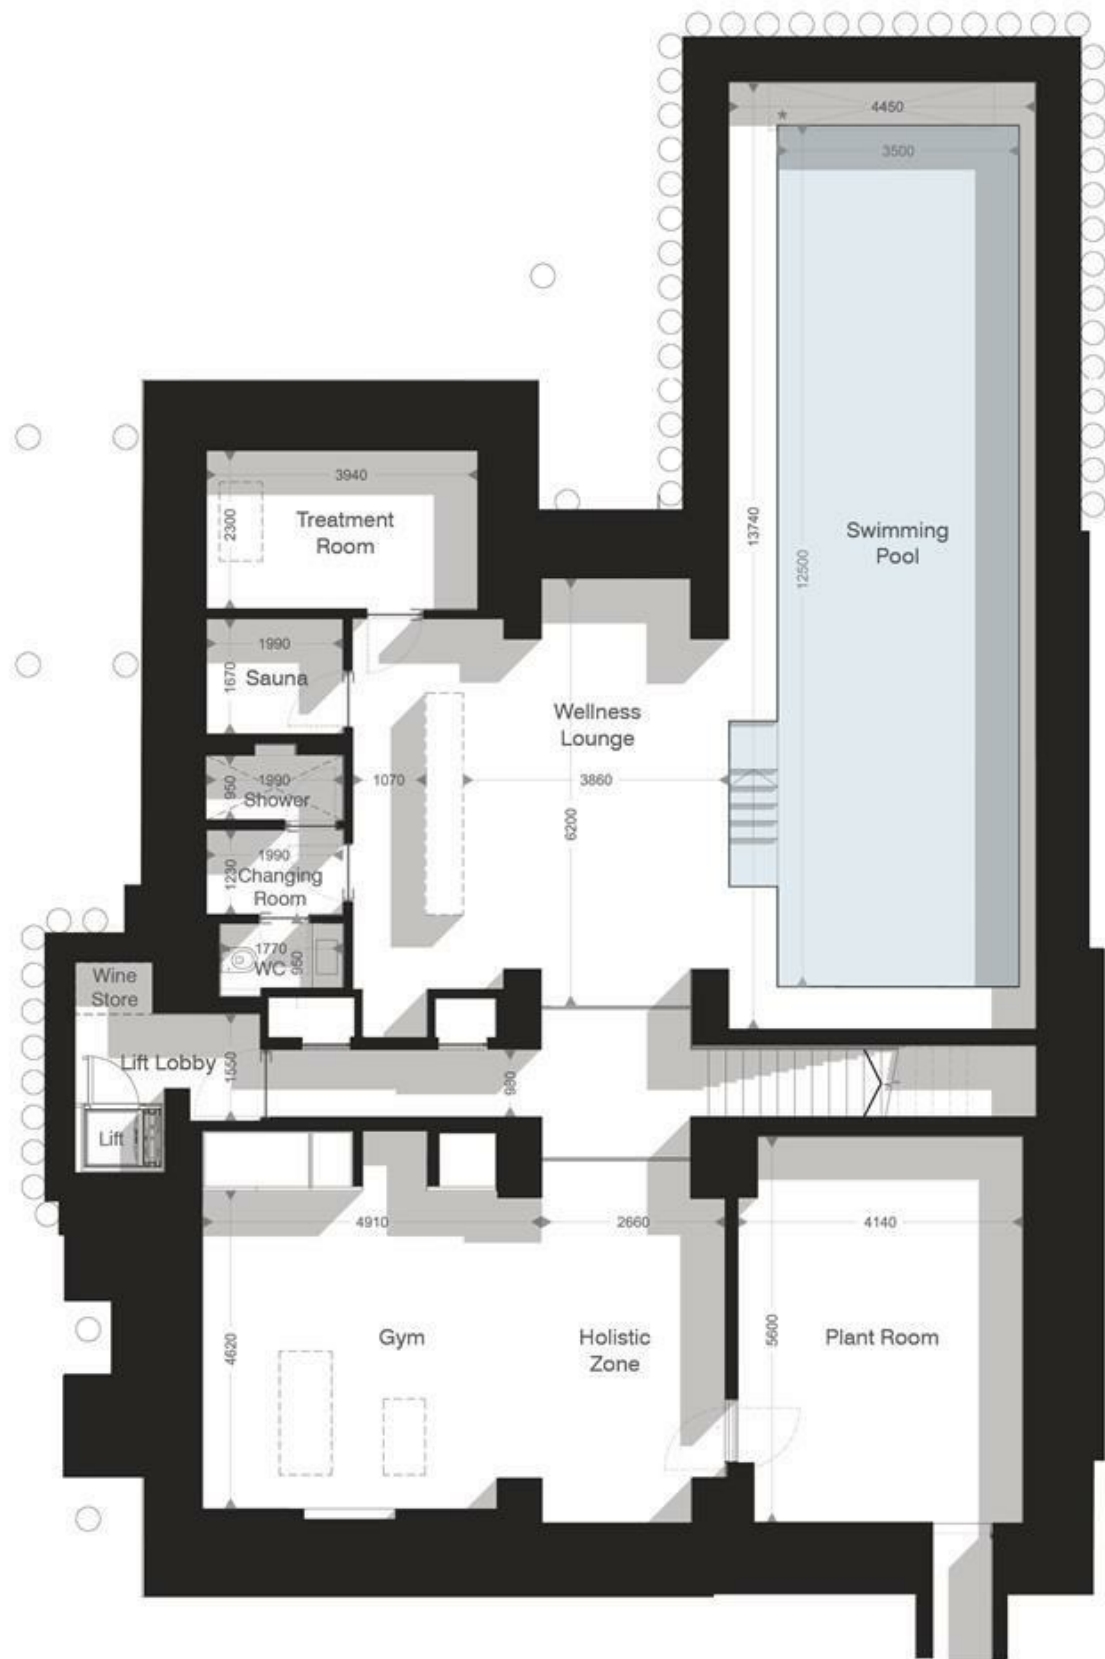 4450
*
3500
3940
2300
Treatment
Room
13740
12500
Swimming
Pool
1990
1670
Sauna
Wellness
Lounge
950
1990
Shower
1070
3860
6200
1990
1230
Changing
Room
1770
WC
950
Wine
Store
Lift Lobby
1550
980
Lift
4910
2660
4140
4620
Gym
Holistic
Zone
5600
Plant Room